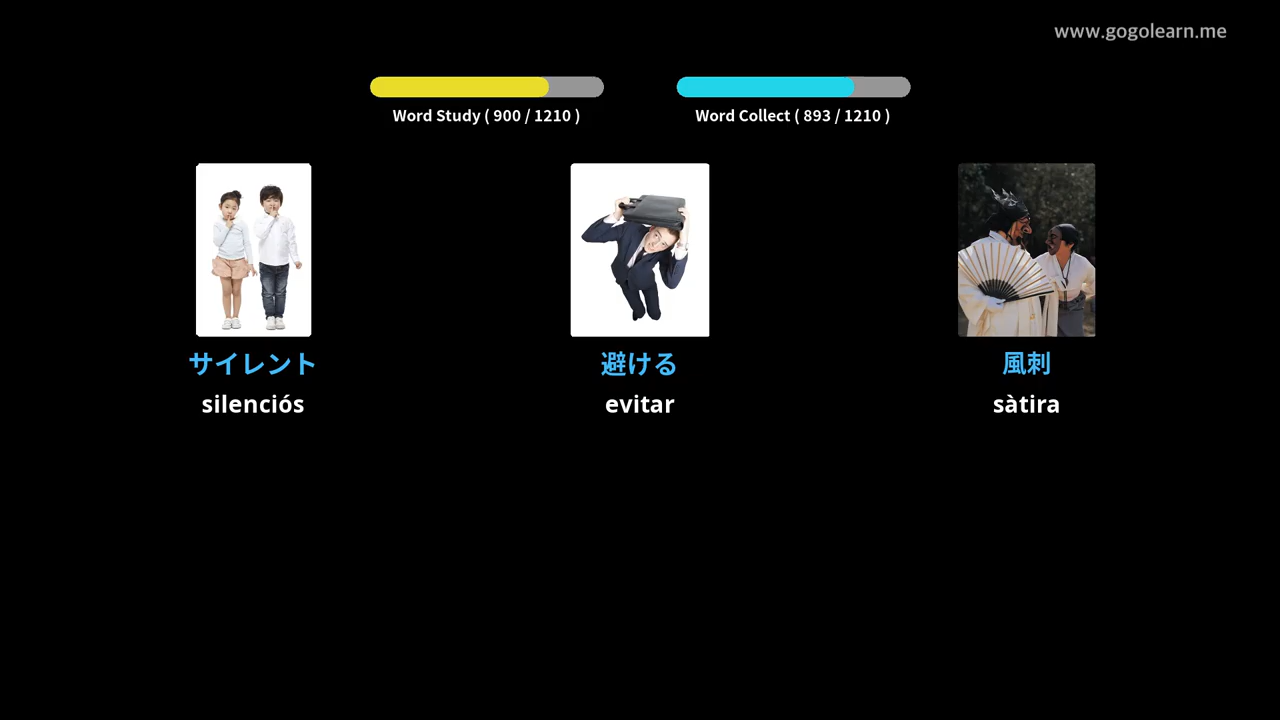 www.gogolearn.me
Word Study ( 900 / 1210 )
Word Collect ( 893 / 1210 )
サイレント
silenciós
避ける
evitar
風刺
sàtira